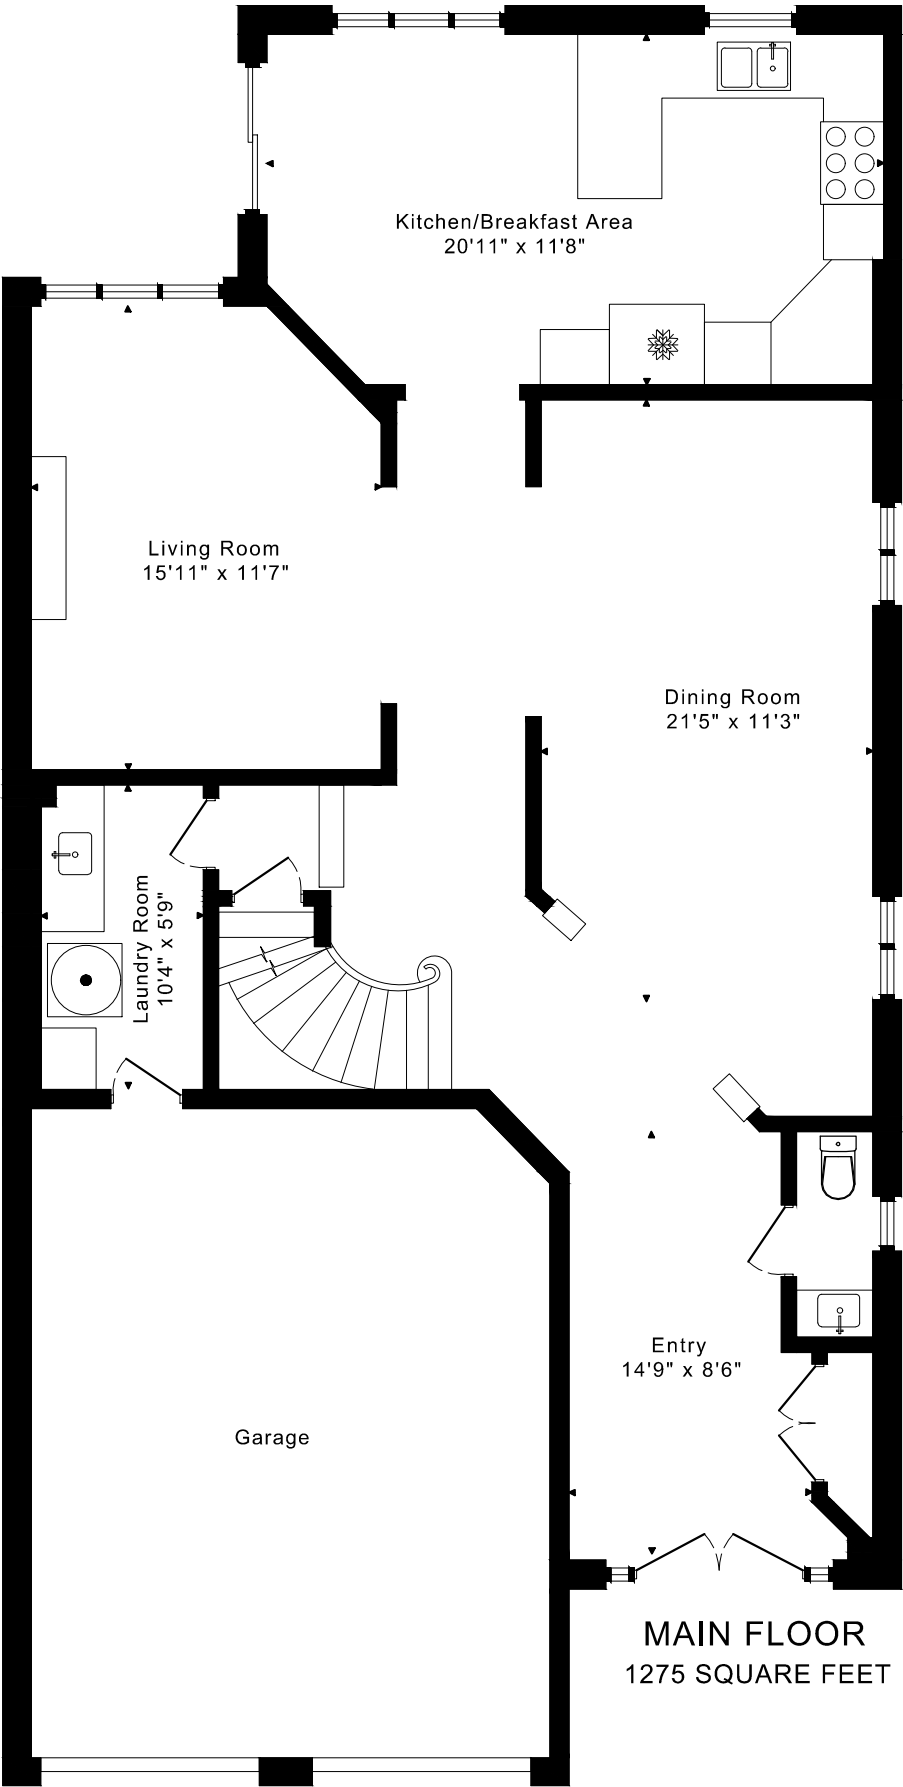 Kitchen/Breakfast Area
20'11" x 11'8"
Living Room
15'11" x 11'7"
Dining Room
21'5" x 11'3"
Laundry Room
10'4" x 5'9"
Entry
14'9" x 8'6"
Garage
MAIN FLOOR
1275 SQUARE FEET